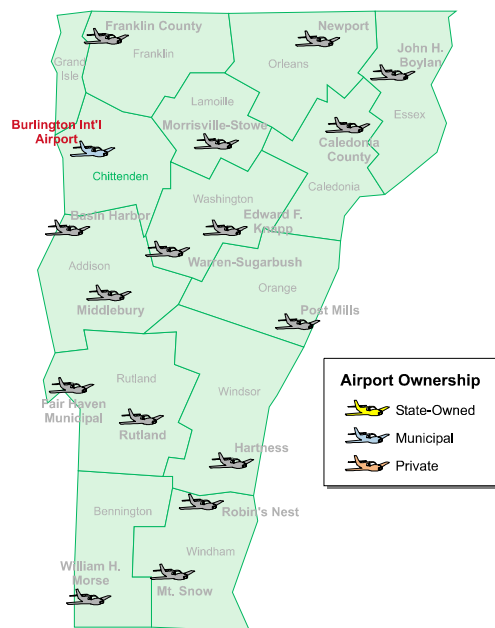 Franklin County
Newport
Franklin
Grand
Isle
Orleans
John H.
Boylan
Lamoille
Essex
Burlington Int'l
Airport
Morrisville-Stowe
Caledonia
County
Chittenden
Washington
Caledonia
Basin Harbor
Edward F.
Knapp
Addison
Warren-Sugarbush
Orange
Middlebury
Post Mills
Rutland
Windsor
Fair Haven
Municipal
Rutland
Hartness
Airport Ownership
State-Owned
Municipal
Private
Bennington
Robin's Nest
Windham
William H.
Morse
Mt. Snow